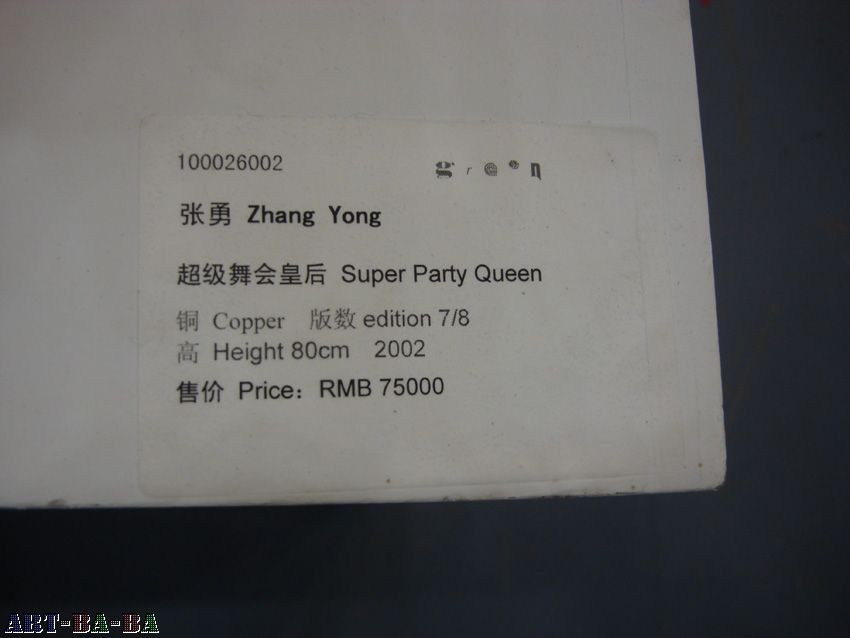 100026002 green
张勇 Zhang Yong
超级舞会皇后 Super Party Queen
铜 Copper 版数 edition 7/8
高 Height 80cm 2002
售价 Price: RMB 75000
ART-BA-BA